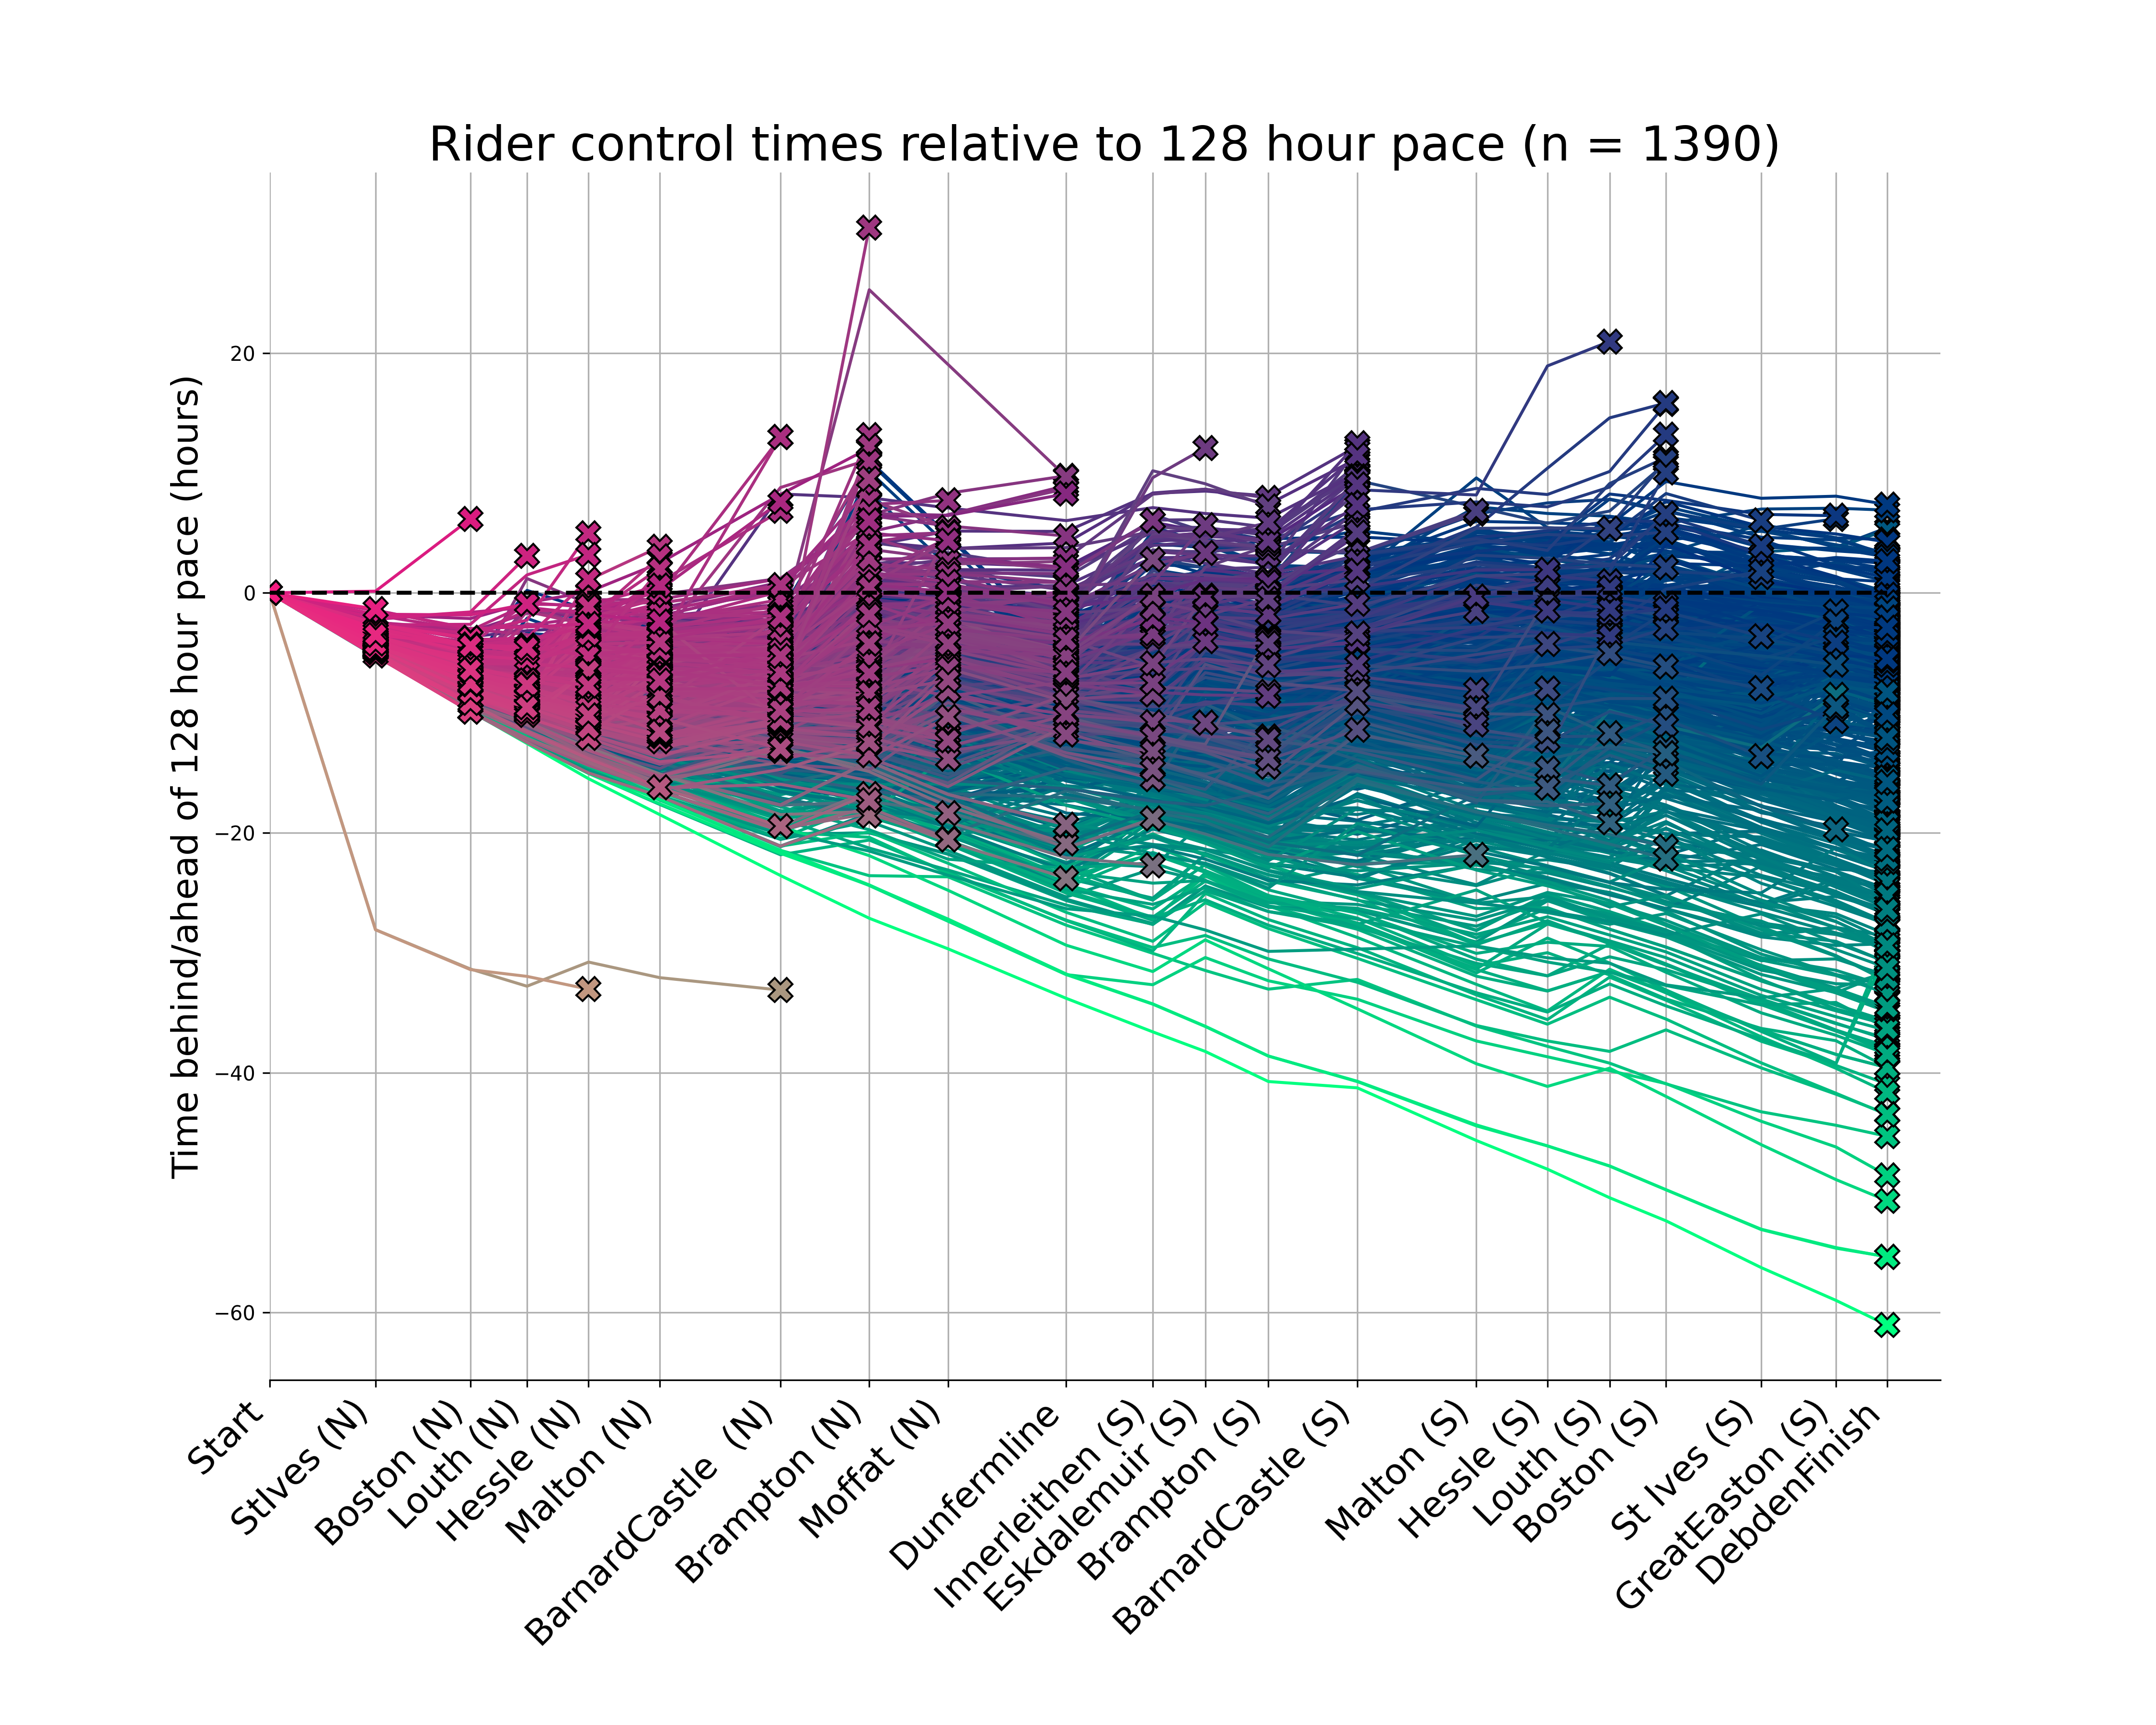 Rider control times relative to 128 hour pace (n = 1390)
Time behind/ahead of 128 hour pace (hours)
20
0
−20
−40
−60
Start
StIves (N)
Boston (N)
Louth (N)
Hessle (N)
Malton (N)
BarnardCastle (N)
Brampton (N)
Moffat (N)
Dunfermline
Innerleithen (S)
Eskdalemuir (S)
Brampton (S)
BarnardCastle (S)
Malton (S)
Hessle (S)
Louth (S)
Boston (S)
St Ives (S)
GreatEaston (S)
DebdenFinish